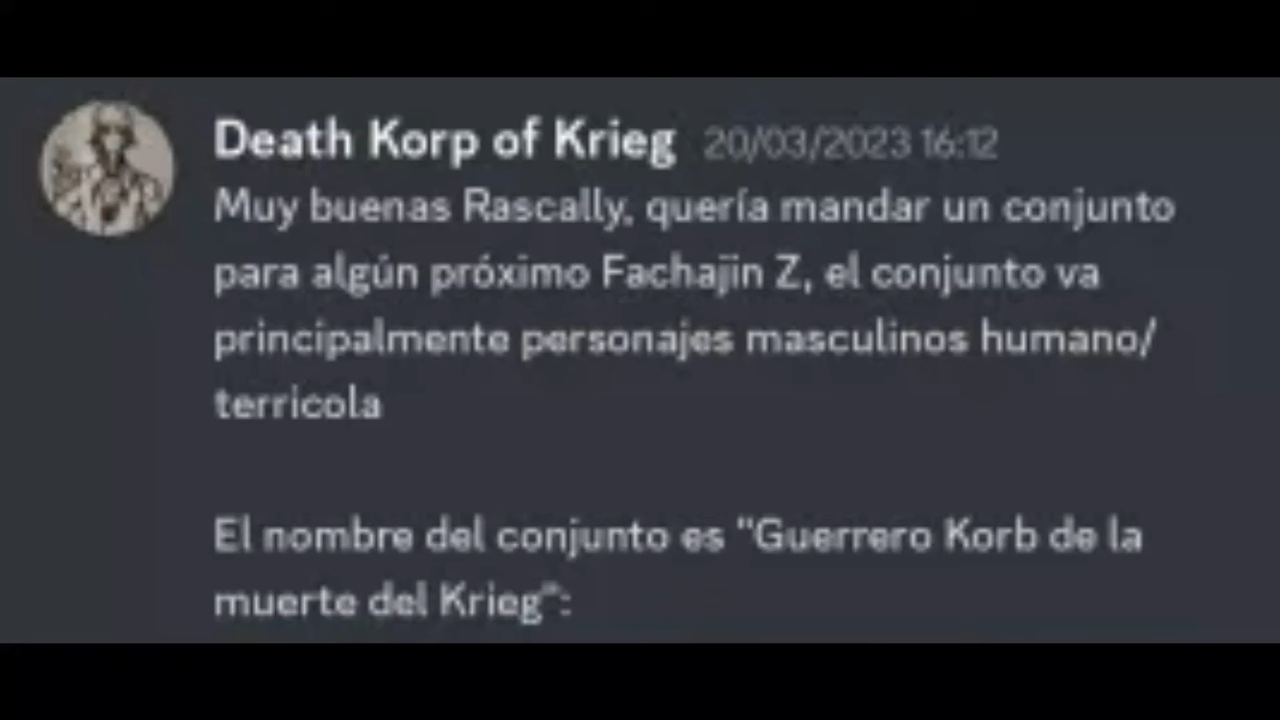 Death Korp of Krieg 20/03/2023 16:12
Muy buenas Rascally, quería mandar un conjunto
para algún próximo Fachajin Z, el conjunto va
principalmente personajes masculinos humano/
terricola
El nombre del conjunto es "Guerrero Korb de la
muerte del Krieg":